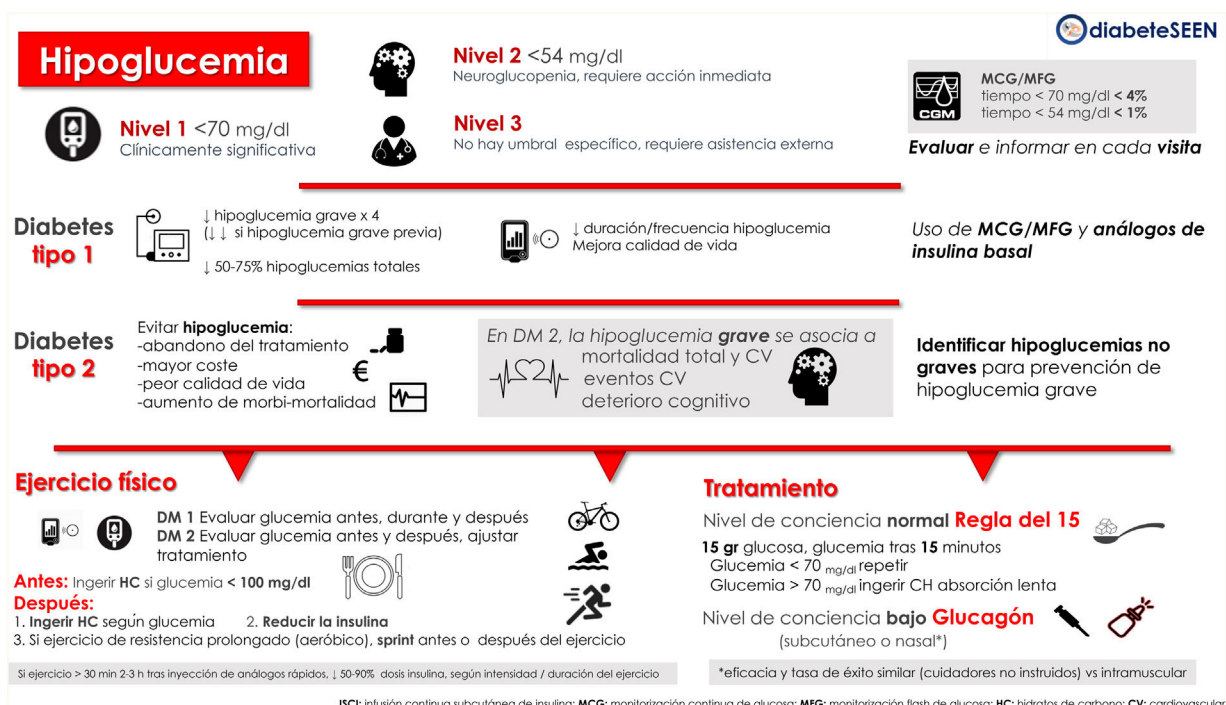 diabeteSEEN
Hipoglucemia
Nivel 1 <70 mg/dl
Clínicamente significativa
Nivel 2 <54 mg/dl
Neuroglucopenia, requiere acción inmediata
Nivel 3
No hay umbral específico, requiere asistencia externa
CGM
MCG/MFG
tiempo < 70 mg/dl < 4%
tiempo < 54 mg/dl < 1%
Evaluar e informar en cada visita
Diabetes
tipo 1
↓ hipoglucemia grave x 4
(↓↓ si hipoglucemia grave previa)
↓ 50-75% hipoglucemias totales
↓ duración/frecuencia hipoglucemia
Mejora calidad de vida
Uso de MCG/MFG y análogos de
insulina basal
Diabetes
tipo 2
Evitar hipoglucemia:
-abandono del tratamiento
-mayor coste
-peor calidad de vida
-aumento de morbi-mortalidad
€
En DM 2, la hipoglucemia grave se asocia a
mortalidad total y CV
eventos CV
deterioro cognitivo
Identificar hipoglucemias no
graves para prevención de
hipoglucemia grave
Ejercicio físico
DM 1 Evaluar glucemia antes, durante y después
DM 2 Evaluar glucemia antes y después, ajustar
tratamiento
Antes: Ingerir HC si glucemia < 100 mg/dl
Después:
1. Ingerir HC según glucemia 2. Reducir la insulina
3. Si ejercicio de resistencia prolongado (aeróbico), sprint antes o después del ejercicio
Si ejercicio > 30 min 2-3 h tras inyección de análogos rápidos, ↓ 50-90% dosis insulina, según intensidad / duración del ejercicio
Tratamiento
Nivel de conciencia normal Regla del 15
15 gr glucosa, glucemia tras 15 minutos
Glucemia < 70 mg/dl repetir
Glucemia > 70 mg/dl ingerir CH absorción lenta
Nivel de conciencia bajo Glucagón
(subcutáneo o nasal*)
*eficacia y tasa de éxito similar (cuidadores no instruidos) vs intramuscular
ISCI: infusión continua subcutánea de insulina; MCG: monitorización continua de glucosa; MFG: monitorización flash de glucosa; HC: hidratos de carbono; CV: cardiovascular